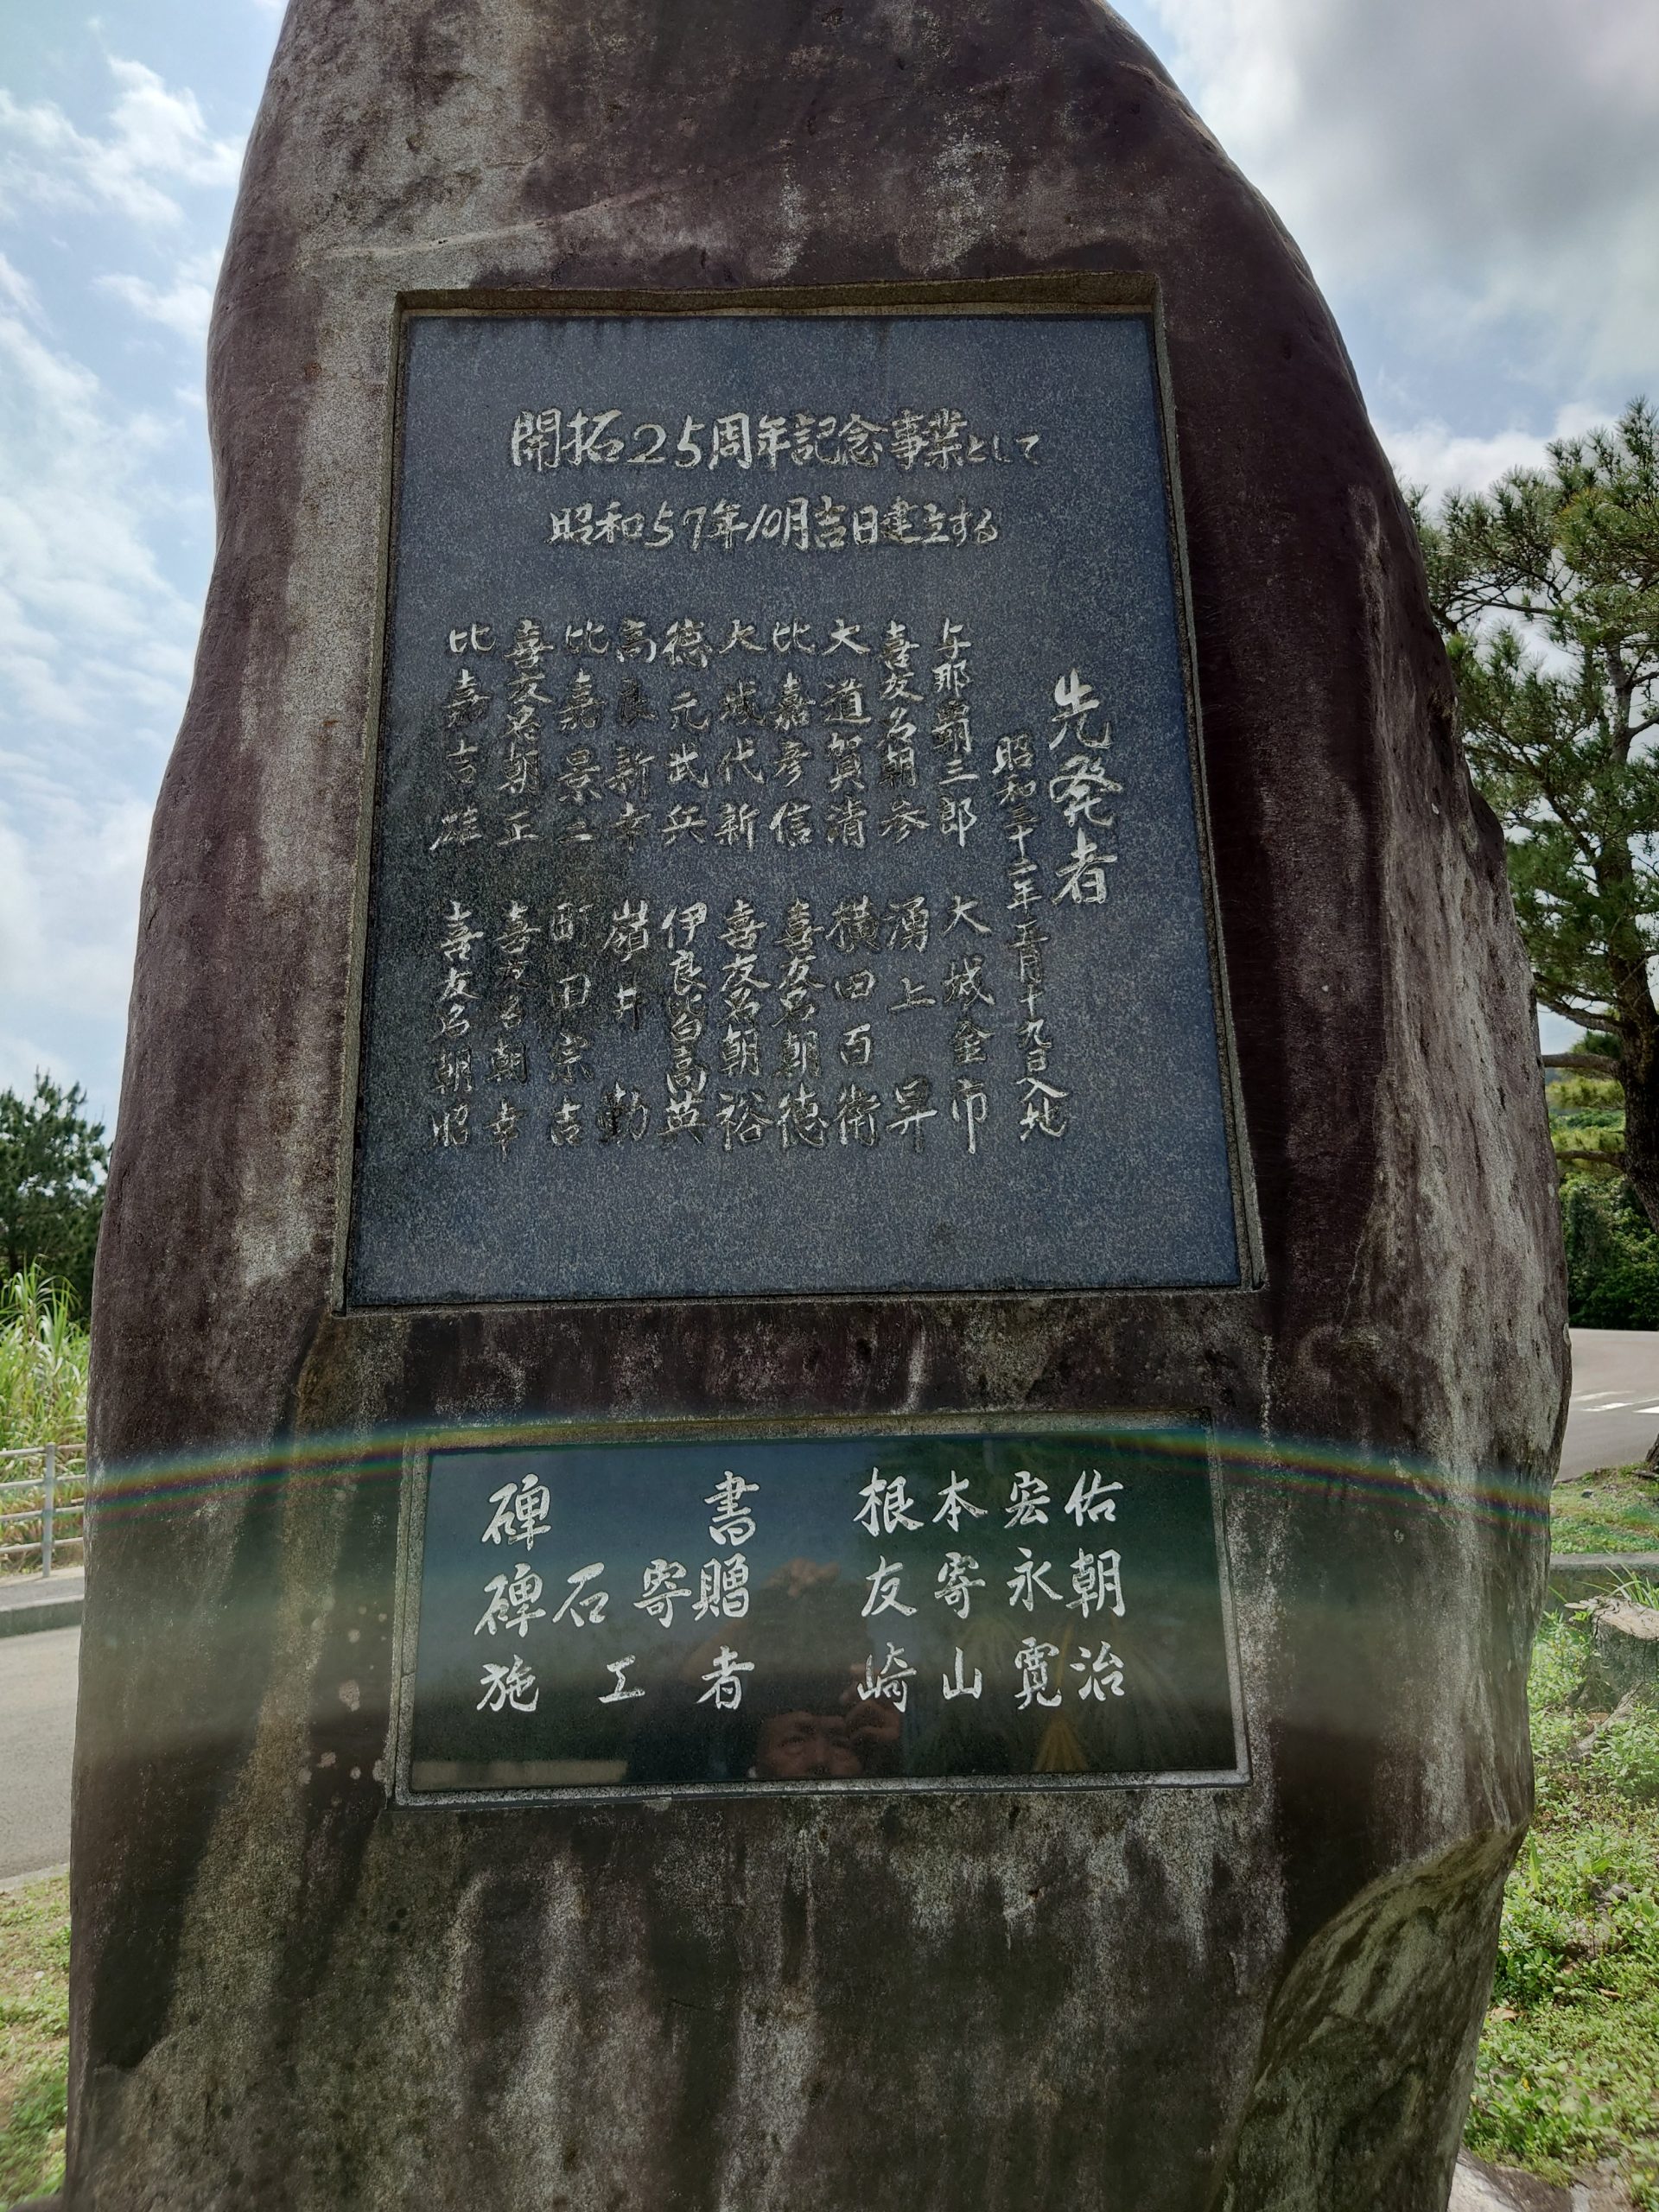 開拓25周年記念事業として
昭和57年10月吉日建立する
先発者
昭和三十二年 月十九日入地
与那覇三郎 大城金市
喜友名朝参 湧上 昇
大道賀清 横田百衛
比嘉彦信 喜友名朝徳
大城代新 喜友名朝裕
徳元武兵 伊良皆高英
高良新幸 嶺井 勤
比嘉景二 町田宗吉
喜友名朝正 喜友名朝幸
比嘉吉雄 喜友名朝昭
碑書 根本宏佑
碑石寄贈 友寄永朝
施工者 崎山寛治